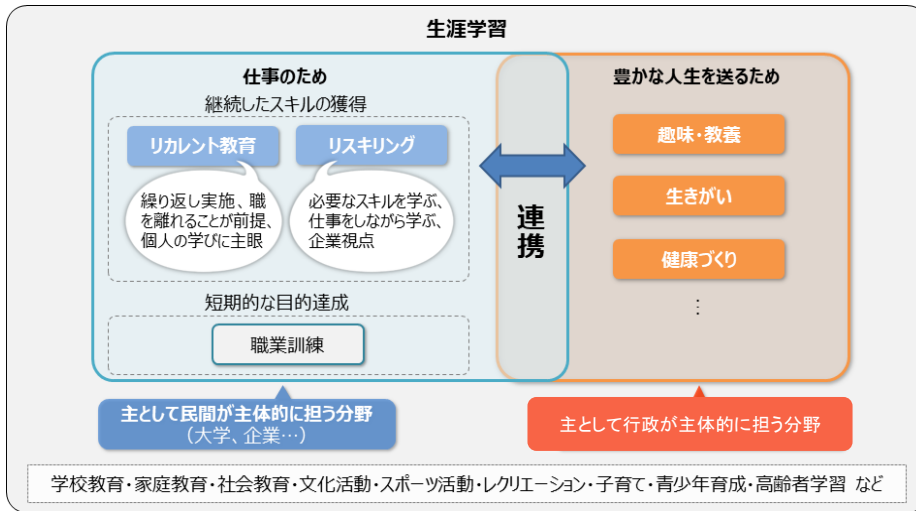 生涯学習
仕事のため
継続したスキルの獲得
リカレント教育
繰り返し実施、職
を離れることが前提、
個人の学びに主眼
リスキリング
必要なスキルを学ぶ、
仕事をしながら学ぶ、
企業視点
短期的な目的達成
職業訓練
連携
豊かな人生を送るため
趣味・教養
生きがい
健康づくり
⋮
主として民間が主体的に担う分野
（大学、企業…）
主として行政が主体的に担う分野
学校教育・家庭教育・社会教育・文化活動・スポーツ活動・レクリエーション・子育て・青少年育成・高齢者学習 など